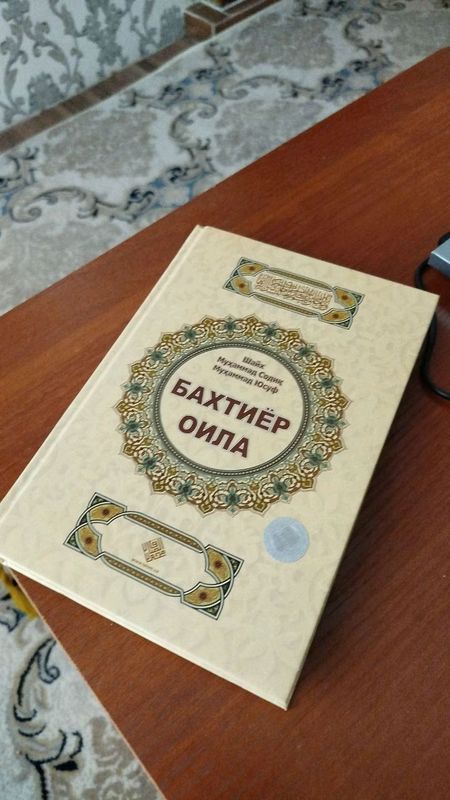 Шайх
Муҳаммад Содиқ
Муҳаммад Юсуф
БАХТИЁР
ОИЛА